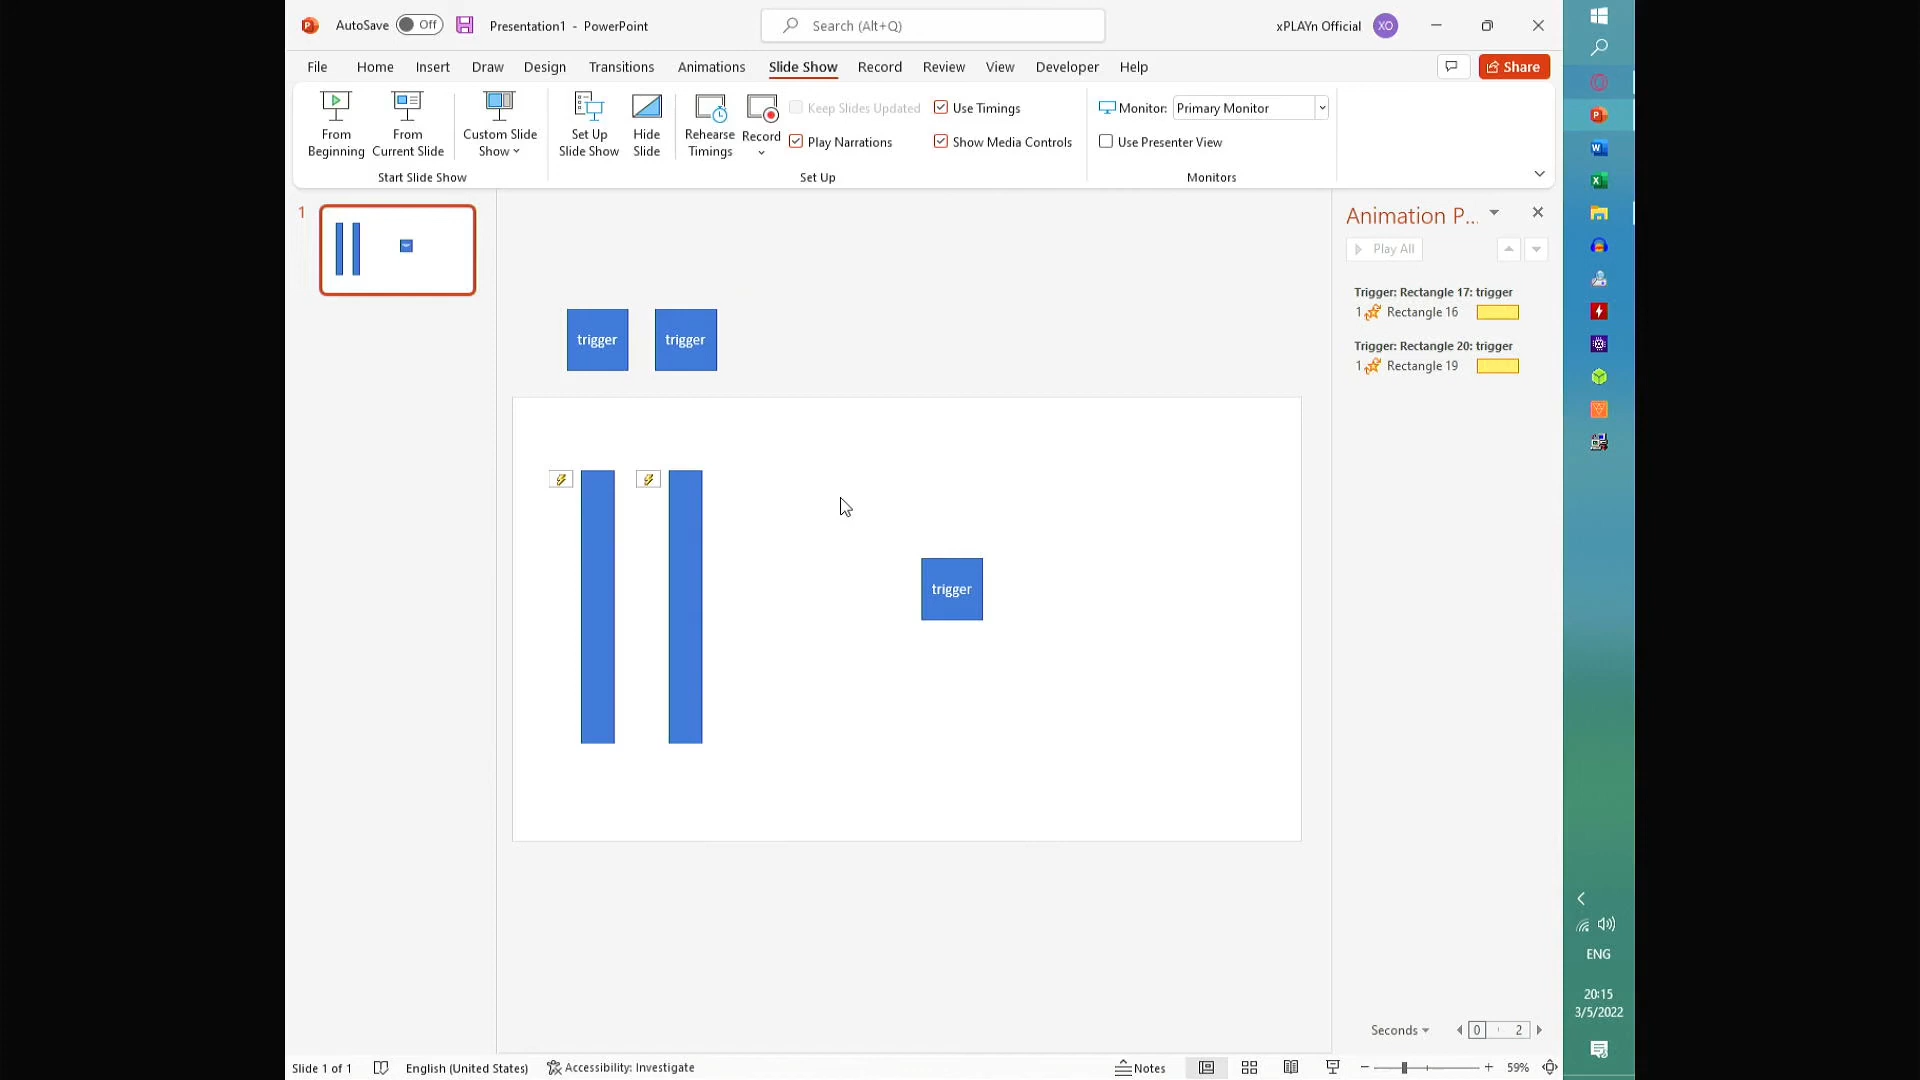 AutoSave Off Presentation1 - PowerPoint Search (Alt+Q) xPLAYn Official XO
File Home Insert Draw Design Transitions Animations Slide Show Record Review View Developer Help Share
From Beginning
From Current Slide
Custom Slide Show
Set Up Slide Show
Hide Slide
Rehearse Timings
Record
Keep Slides Updated
Play Narrations
Use Timings
Show Media Controls
Monitor: Primary Monitor
Use Presenter View
Start Slide Show Set Up Monitors
1
Animation P...
Play All
Trigger: Rectangle 17: trigger
1 Rectangle 16
Trigger: Rectangle 20: trigger
1 Rectangle 19
trigger trigger
trigger
Seconds 0 2
ENG
20:15
3/5/2022
Slide 1 of 1 English (United States) Accessibility: Investigate Notes 59%